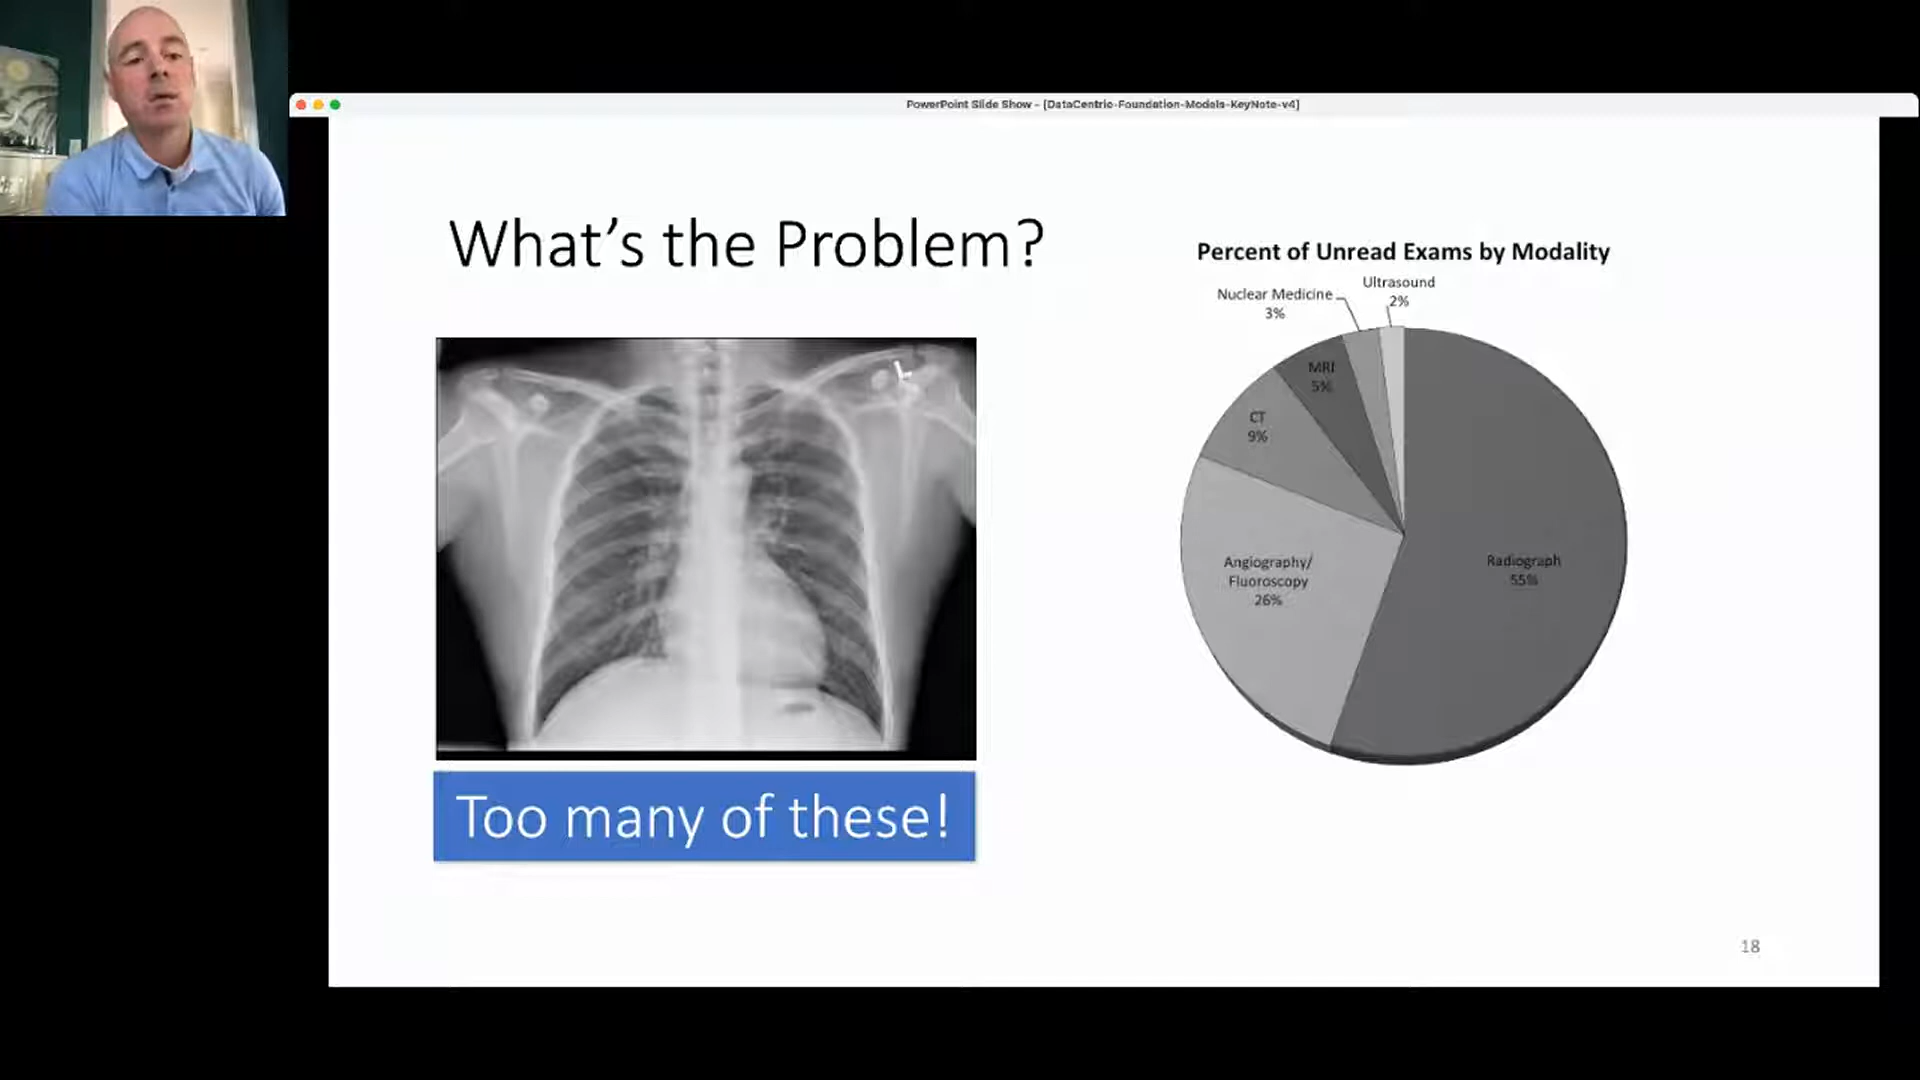 PowerPoint Slide Show - [DataCentric-Foundation-Models-KeyNote-v4]
What's the Problem?
L
Too many of these!
Percent of Unread Exams by Modality
Ultrasound
2%
Nuclear Medicine
3%
MRI
5%
CT
9%
Angiography/
Fluoroscopy
26%
Radiograph
55%
18